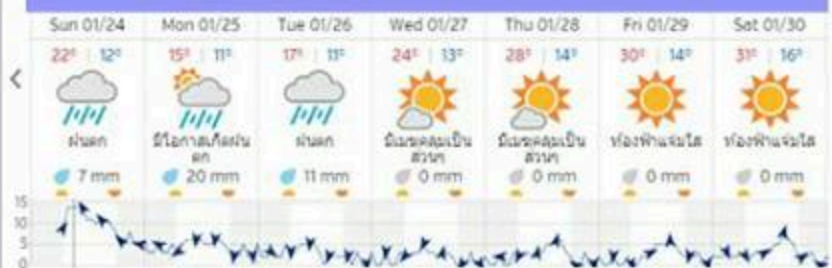 Sun 01/24 Mon 01/25 Tue 01/26 Wed 01/27 Thu 01/28 Fri 01/29 Sat 01/30
22° | 12° 15° | 11° 17° | 11° 24° | 13° 28° | 14° 30° | 14° 31° | 16°
ฝนตก มีโอกาสเกิดฝน ฝนตก มีเมฆคลุมเป็น มีเมฆคลุมเป็น ท้องฟ้าแจ่มใส ท้องฟ้าแจ่มใส
ตก ส่วนๆ ส่วนๆ
7 mm 20 mm 11 mm 0 mm 0 mm 0 mm 0 mm
15
10
5
0